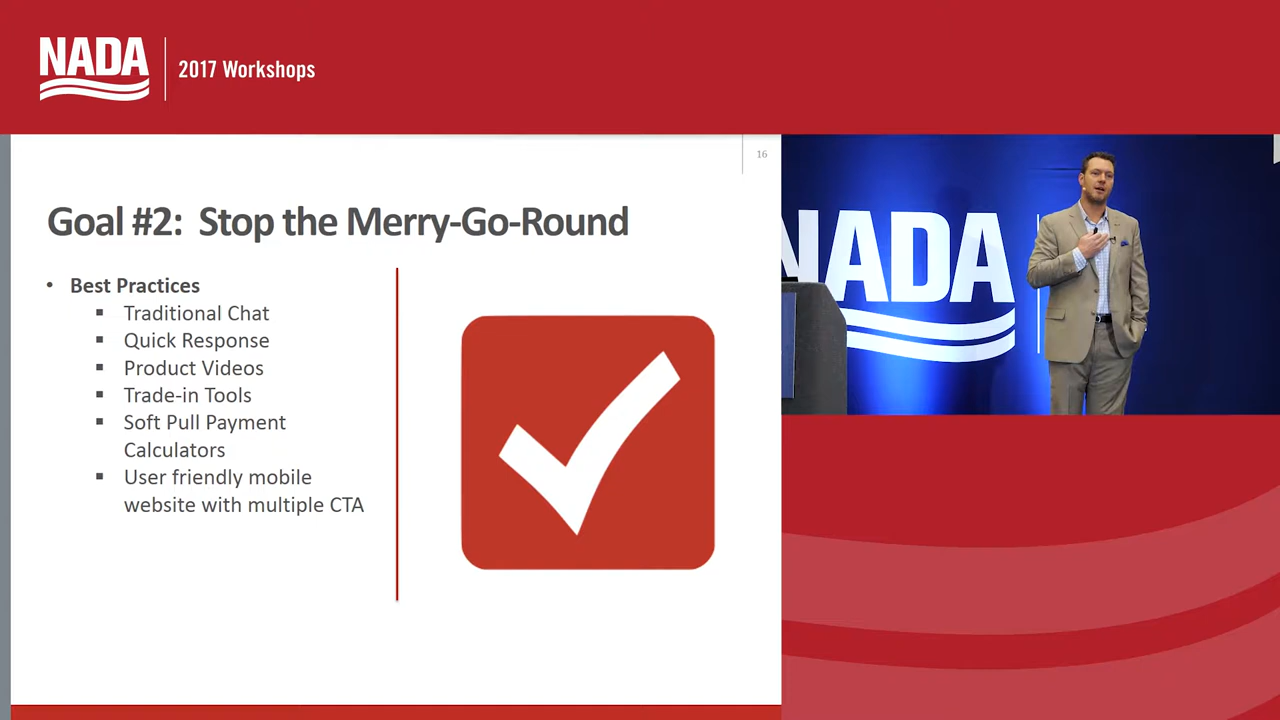 NADA
2017 Workshops
16
Goal #2: Stop the Merry-Go-Round
• Best Practices
▪ Traditional Chat
▪ Quick Response
▪ Product Videos
▪ Trade-in Tools
▪ Soft Pull Payment
Calculators
▪ User friendly mobile
website with multiple CTA
NADA